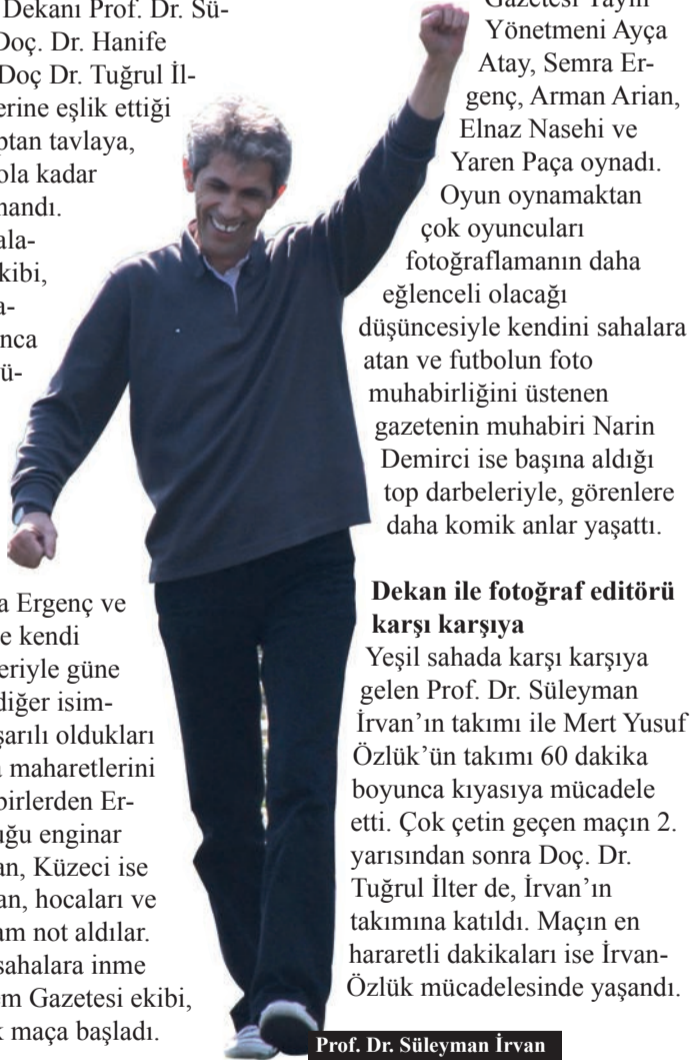 Dekanı Prof. Dr. Sü-
Doç. Dr. Hanife
Doç Dr. Tuğrul İl-
erine eşlik ettiği
ptan tavlaya,
ola kadar
nandı.
ala-
kibi,
a-
nca
ü-
a Ergenç ve
e kendi
eriyle güne
diğer isim-
şarılı oldukları
a maharetlerini
birlerden Er-
uğu enginar
an, Küzeci ise
an, hocaları ve
am not aldılar.
sahalara inme
em Gazetesi ekibi,
k maça başladı.
Gazetesi Yayın
Yönetmeni Ayça
Atay, Semra Er-
genç, Arman Arian,
Elnaz Nasehi ve
Yaren Paça oynadı.
Oyun oynamaktan
çok oyuncuları
fotoğraflamanın daha
eğlenceli olacağı
düşüncesiyle kendini sahalara
atan ve futbolun foto
muhabirliğini üstenen
gazetenin muhabiri Narin
Demirci ise başına aldığı
top darbeleriyle, görenlere
daha komik anlar yaşattı.
Dekan ile fotoğraf editörü
karşı karşıya
Yeşil sahada karşı karşıya
gelen Prof. Dr. Süleyman
İrvan’ın takımı ile Mert Yusuf
Özlük’ün takımı 60 dakika
boyunca kıyasıya mücadele
etti. Çok çetin geçen maçın 2.
yarısından sonra Doç. Dr.
Tuğrul İlter de, İrvan’ın
takımına katıldı. Maçın en
hararetli dakikaları ise İrvan-
Özlük mücadelesinde yaşandı.
Prof. Dr. Süleyman İrvan